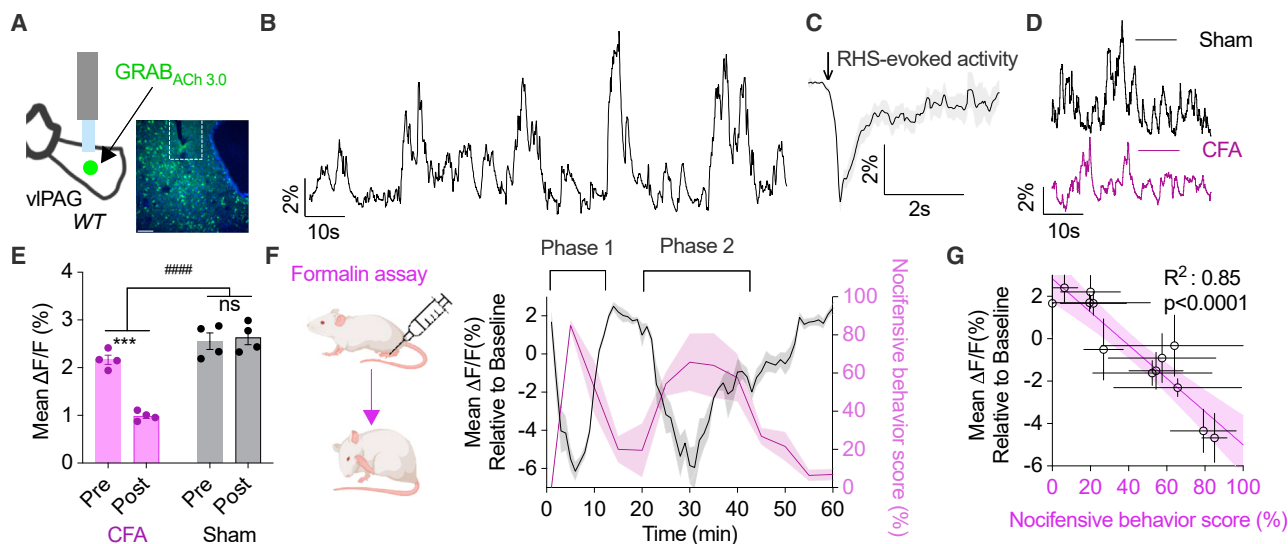 A
GRAB ACh 3.0
vlPAG
WT
B
2%
10s
C
RHS-evoked activity
2%
2s
D
Sham
CFA
2%
10s
E
####
ns
***
Mean ΔF/F (%)
4
3
2
1
0
Pre
Post
Pre
Post
CFA
Sham
F
Formalin assay
Phase 1
Phase 2
Mean ΔF/F(%)
Relative to Baseline
2
0
-2
-4
-6
0 10 20 30 40 50 60
Time (min)
100
80
60
40
20
0
Nocifensive behavior score (%)
G
R2: 0.85
p<0.0001
Mean ΔF/F(%)
Relative to Baseline
2
0
-2
-4
-6
0 20 40 60 80 100
Nocifensive behavior score (%)